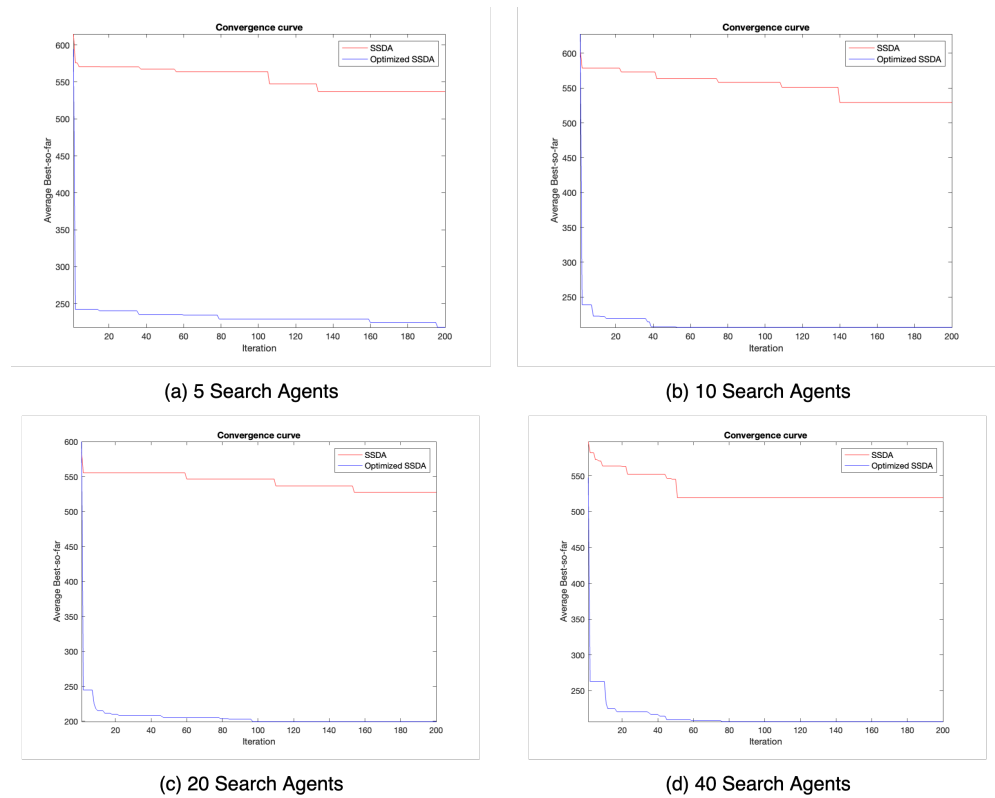 Convergence curve
SSDA
Optimized SSDA
600
550
500
450
400
350
300
250
Average Best-so-far
20 40 60 80 100 120 140 160 180 200
Iteration
(a) 5 Search Agents
Convergence curve
SSDA
Optimized SSDA
600
550
500
450
400
350
300
250
Average Best-so-far
20 40 60 80 100 120 140 160 180 200
Iteration
(b) 10 Search Agents
Convergence curve
SSDA
Optimized SSDA
600
550
500
450
400
350
300
250
200
Average Best-so-far
20 40 60 80 100 120 140 160 180 200
Iteration
(c) 20 Search Agents
Convergence curve
SSDA
Optimized SSDA
550
500
450
400
350
300
250
Average Best-so-far
20 40 60 80 100 120 140 160 180 200
Iteration
(d) 40 Search Agents